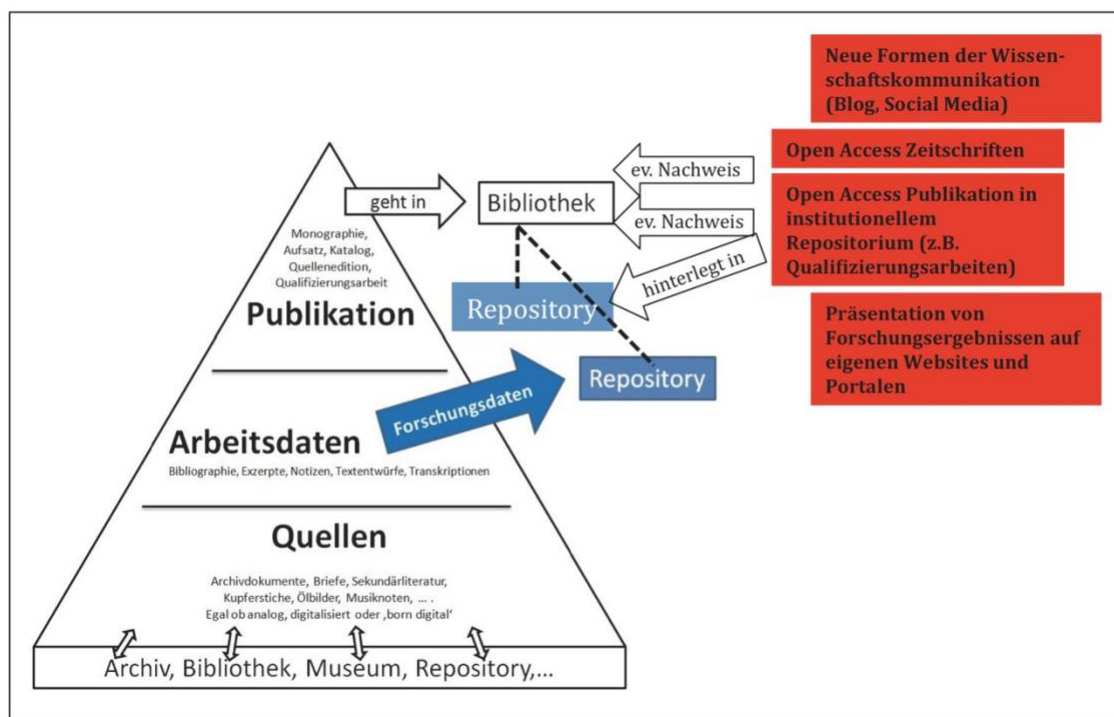 Neue Formen der Wissen-
schaftskommunikation
(Blog, Social Media)
Open Access Zeitschriften
ev. Nachweis
geht in
Bibliothek
Open Access Publikation in
institutionellem
Repositorium (z.B.
Qualifizierungsarbeiten)
ev. Nachweis
hinterlegt in
Monographie,
Aufsatz, Katalog,
Quellenedition,
Qualifizierungsarbeit
Publikation
Repository
Präsentation von
Forschungsergebnissen auf
eigenen Websites und
Portalen
Repository
Forschungsdaten
Arbeitsdaten
Bibliographie, Exzerpte, Notizen, Textentwürfe, Transkriptionen
Quellen
Archivdokumente, Briefe, Sekundärliteratur,
Kupferstiche, Ölbilder, Musiknoten, ... .
Egal ob analog, digitalisiert oder ‚born digital‘
Archiv, Bibliothek, Museum, Repository,...